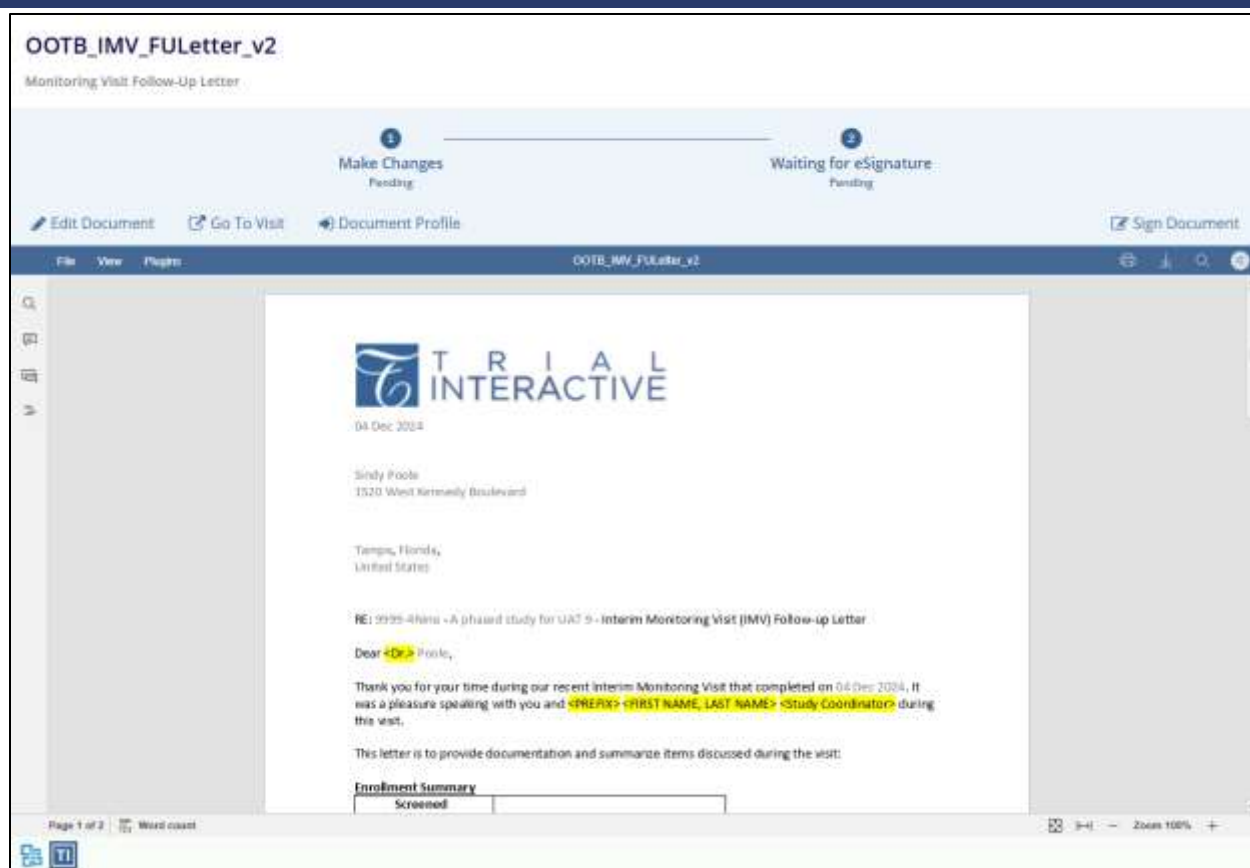 OOTB_IMV_FULetter_v2
Monitoring Visit Follow-Up Letter
1 2
Make Changes Waiting for eSignature
Pending Pending
Edit Document Go To Visit Document Profile Sign Document
File View Plugins OOTB_IMV_FULetter_v2
TRIAL
INTERACTIVE
04 Dec 2024
Sindy Poole
1520 West Kennedy Boulevard
Tampa, Florida,
United States
RE: 9999-4Nino - A phased study for UAT 9 - Interim Monitoring Visit (IMV) Follow-up Letter
Dear <Dr.> Poole,
Thank you for your time during our recent Interim Monitoring Visit that completed on 04 Dec 2024. It
was a pleasure speaking with you and <PREFIX> <FIRST NAME, LAST NAME> <Study Coordinator> during
this visit.
This letter is to provide documentation and summarize items discussed during the visit:
Enrollment Summary
Screened
Page 1 of 2 Word count Zoom 100%
TI